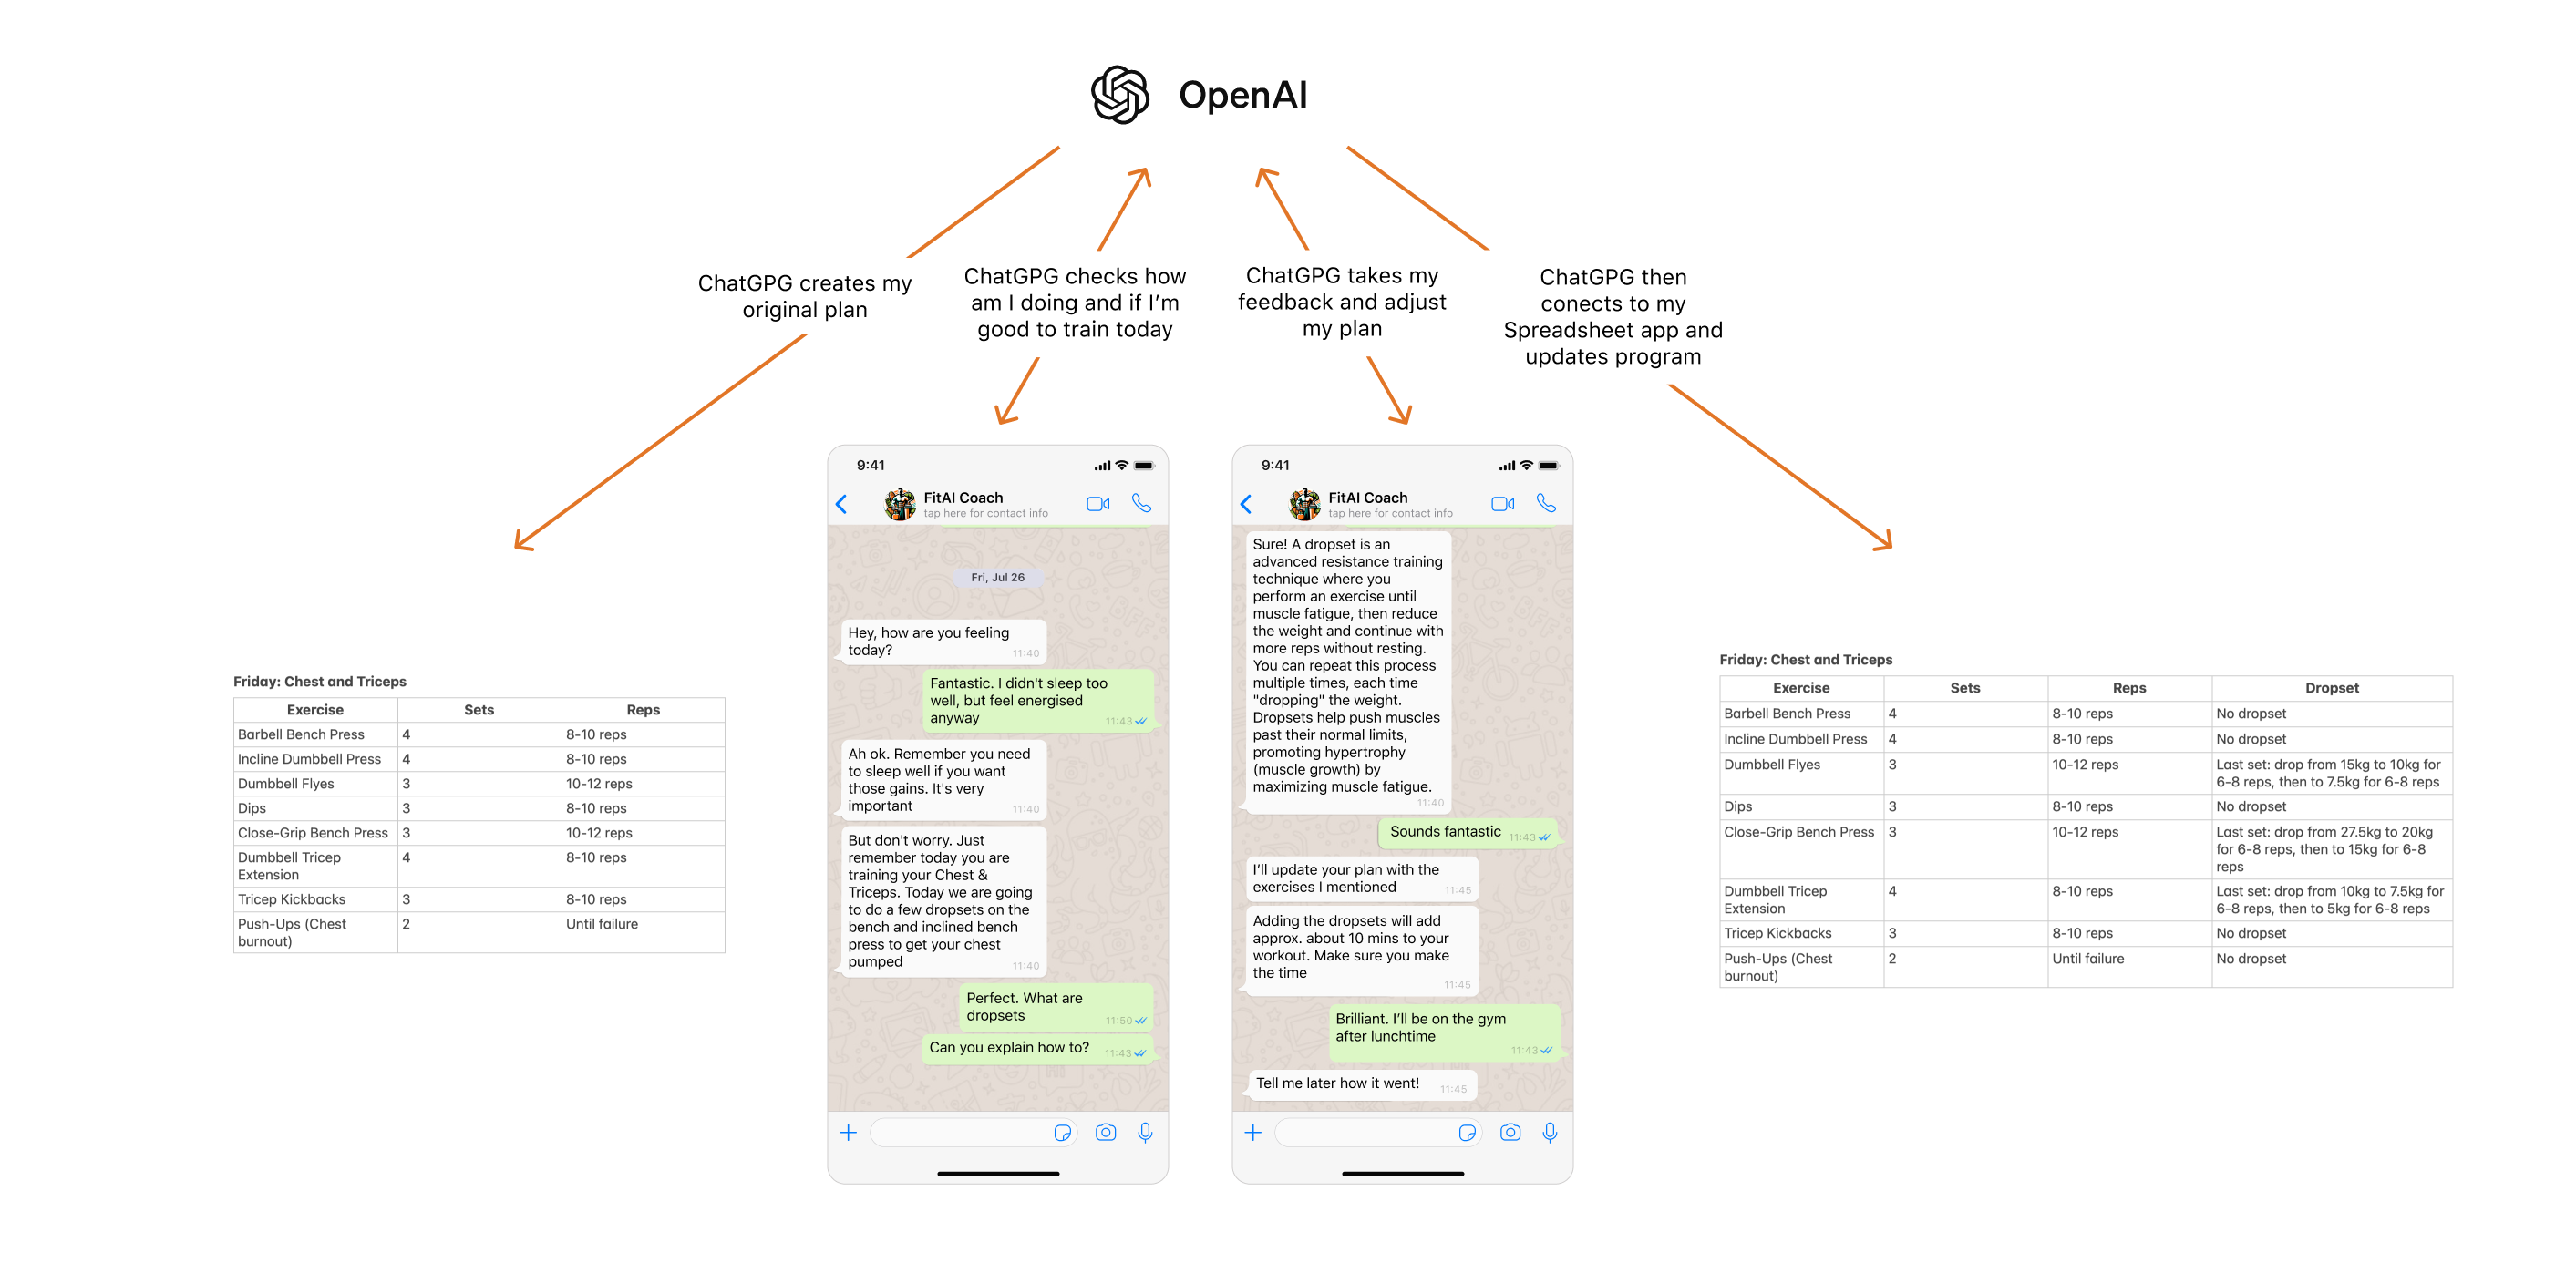 OpenAI
ChatGPG creates my
original plan
ChatGPG checks how
am I doing and if I’m
good to train today
ChatGPG takes my
feedback and adjust
my plan
ChatGPG then
conects to my
Spreadsheet app and
updates program
Friday: Chest and Triceps
Exercise Sets Reps
Barbell Bench Press 4 8-10 reps
Incline Dumbbell Press 4 8-10 reps
Dumbbell Flyes 3 10-12 reps
Dips 3 8-10 reps
Close-Grip Bench Press 3 10-12 reps
Dumbbell Tricep 4 8-10 reps
Extension
Tricep Kickbacks 3 8-10 reps
Push-Ups (Chest 2 Until failure
burnout)
9:41
FitAI Coach
tap here for contact info
Fri, Jul 26
Hey, how are you feeling
today? 11:40
Fantastic. I didn't sleep too
well, but feel energised
anyway 11:43
Ah ok. Remember you need
to sleep well if you want
those gains. It's very
important 11:40
But don't worry. Just
remember today you are
training your Chest &
Triceps. Today we are going
to do a few dropsets on the
bench and inclined bench
press to get your chest
pumped 11:40
Perfect. What are
dropsets 11:50
Can you explain how to? 11:43
9:41
FitAI Coach
tap here for contact info
Sure! A dropset is an
advanced resistance training
technique where you
perform an exercise until
muscle fatigue, then reduce
the weight and continue with
more reps without resting.
You can repeat this process
multiple times, each time
"dropping" the weight.
Dropsets help push muscles
past their normal limits,
promoting hypertrophy
(muscle growth) by
maximizing muscle fatigue.
11:40
Sounds fantastic 11:43
I’ll update your plan with the
exercises I mentioned 11:45
Adding the dropsets will add
approx. about 10 mins to your
workout. Make sure you make
the time
11:45
Brilliant. I’ll be on the gym
after lunchtime
11:43
Tell me later how it went! 11:45
Friday: Chest and Triceps
Exercise Sets Reps Dropset
Barbell Bench Press 4 8-10 reps No dropset
Incline Dumbbell Press 4 8-10 reps No dropset
Dumbbell Flyes 3 10-12 reps Last set: drop from 15kg to 10kg for
6-8 reps, then to 7.5kg for 6-8 reps
Dips 3 8-10 reps No dropset
Close-Grip Bench Press 3 10-12 reps Last set: drop from 27.5kg to 20kg
for 6-8 reps, then to 15kg for 6-8
reps
Dumbbell Tricep 4 8-10 reps Last set: drop from 10kg to 7.5kg for
Extension 6-8 reps, then to 5kg for 6-8 reps
Tricep Kickbacks 3 8-10 reps No dropset
Push-Ups (Chest 2 Until failure No dropset
burnout)